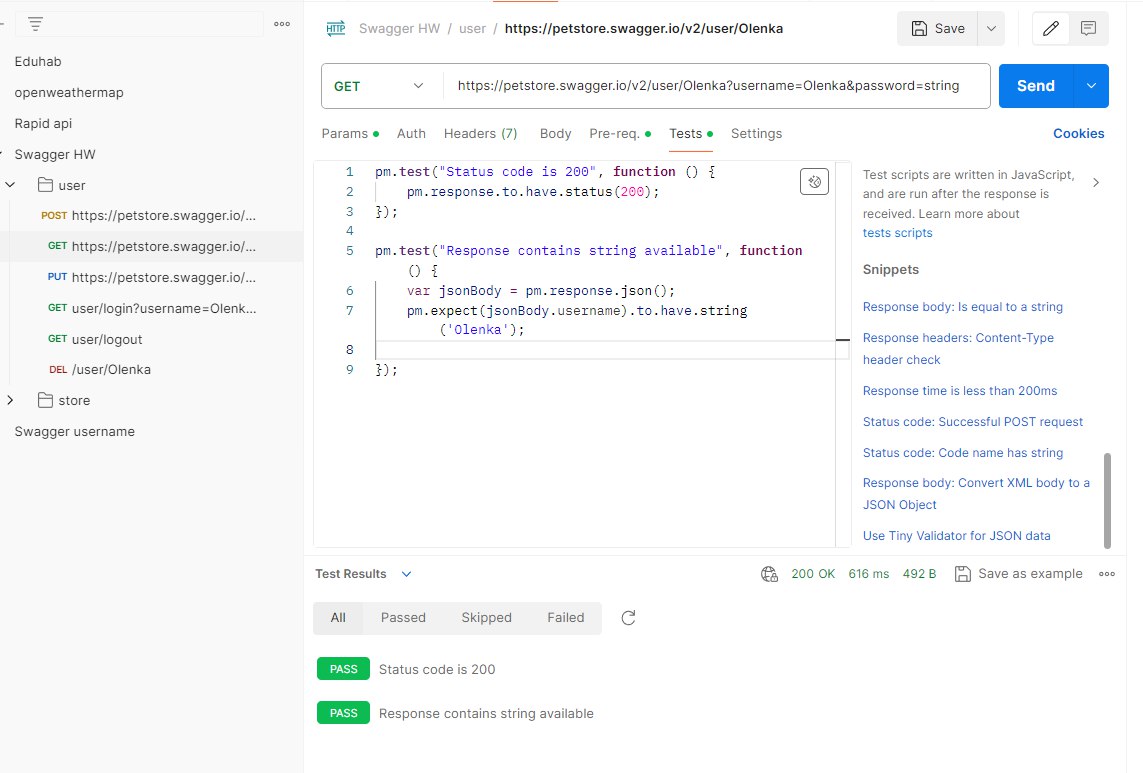 Swagger HW / user / https://petstore.swagger.io/v2/user/Olenka
Save
Eduhab
openweathermap
Rapid api
Swagger HW
user
POST https://petstore.swagger.io/...
GET https://petstore.swagger.io/...
PUT https://petstore.swagger.io/...
GET user/login?username=Olenk...
GET user/logout
DEL /user/Olenka
store
Swagger username
HTTP
GET https://petstore.swagger.io/v2/user/Olenka?username=Olenka&password=string
Send
Params Auth Headers (7) Body Pre-req. Tests Settings
Cookies
1 pm.test("Status code is 200", function () {
2 pm.response.to.have.status(200);
3 });
4
5 pm.test("Response contains string available", function
() {
6 var jsonBody = pm.response.json();
7 pm.expect(jsonBody.username).to.have.string
('Olenka');
8
9 });
Test scripts are written in JavaScript,
and are run after the response is
received. Learn more about
tests scripts
Snippets
Response body: Is equal to a string
Response headers: Content-Type
header check
Response time is less than 200ms
Status code: Successful POST request
Status code: Code name has string
Response body: Convert XML body to a
JSON Object
Use Tiny Validator for JSON data
Test Results
200 OK 616 ms 492 B Save as example
All Passed Skipped Failed
PASS Status code is 200
PASS Response contains string available